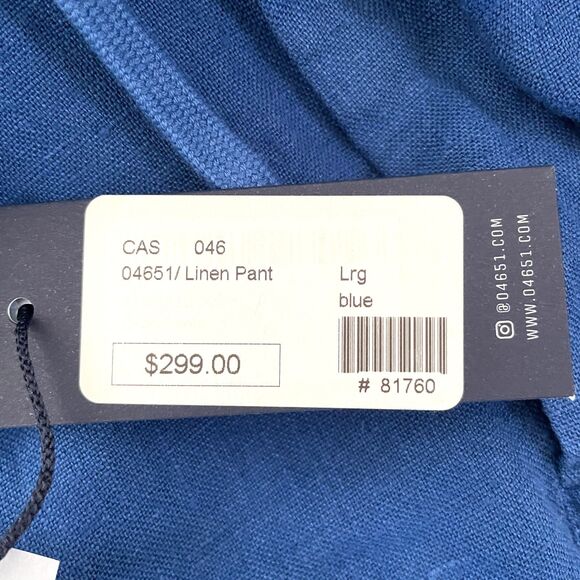 CAS 046
04651/ Linen Pant
Lrg
blue
$299.00
# 81760
@04651.COM
WWW.04651.COM